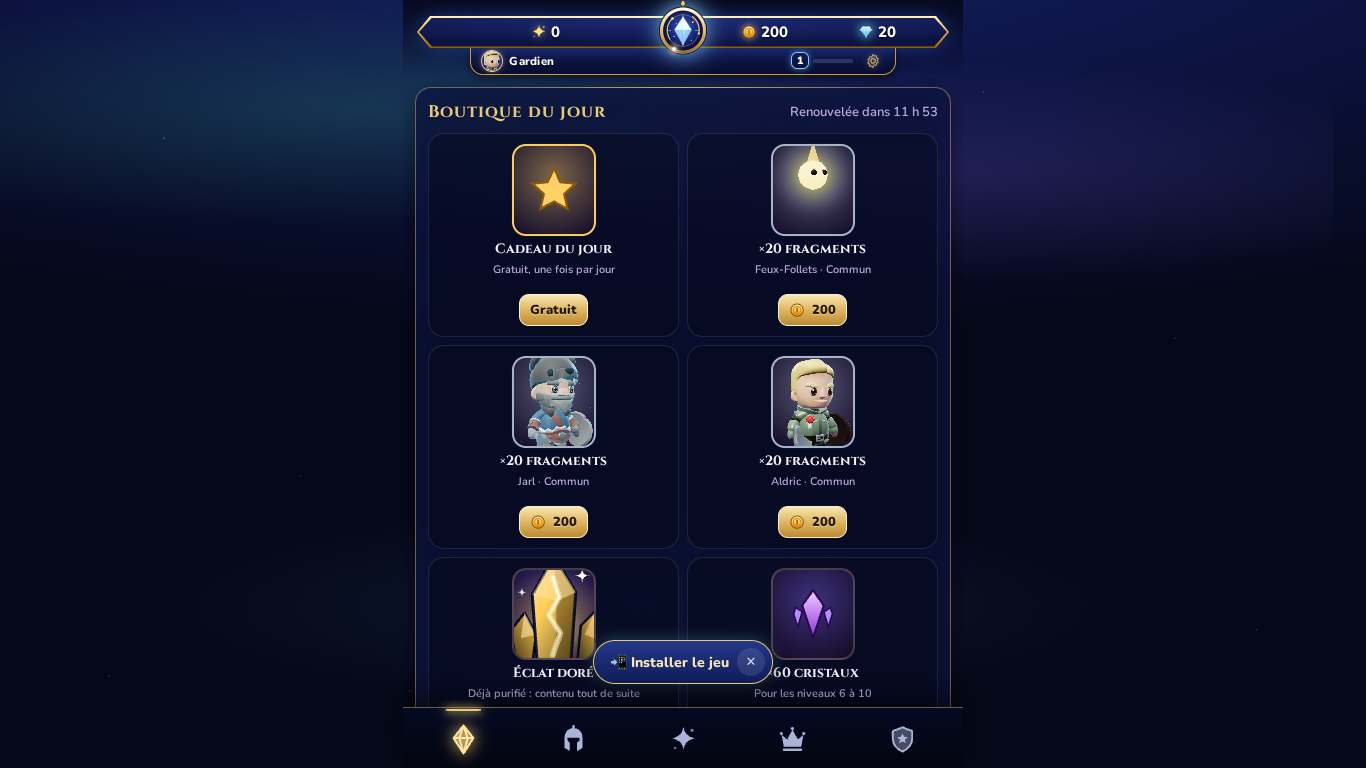 0
200
20
Gardien
1
Boutique du jour
Renouvelée dans 11 h 53
Cadeau du jour
Gratuit, une fois par jour
Gratuit
×20 fragments
Feux-Follets · Commun
200
×20 fragments
Jarl · Commun
200
×20 fragments
Aldric · Commun
200
Éclat doré
Déjà purifié : contenu tout de suite
60 cristaux
Pour les niveaux 6 à 10
Installer le jeu
×